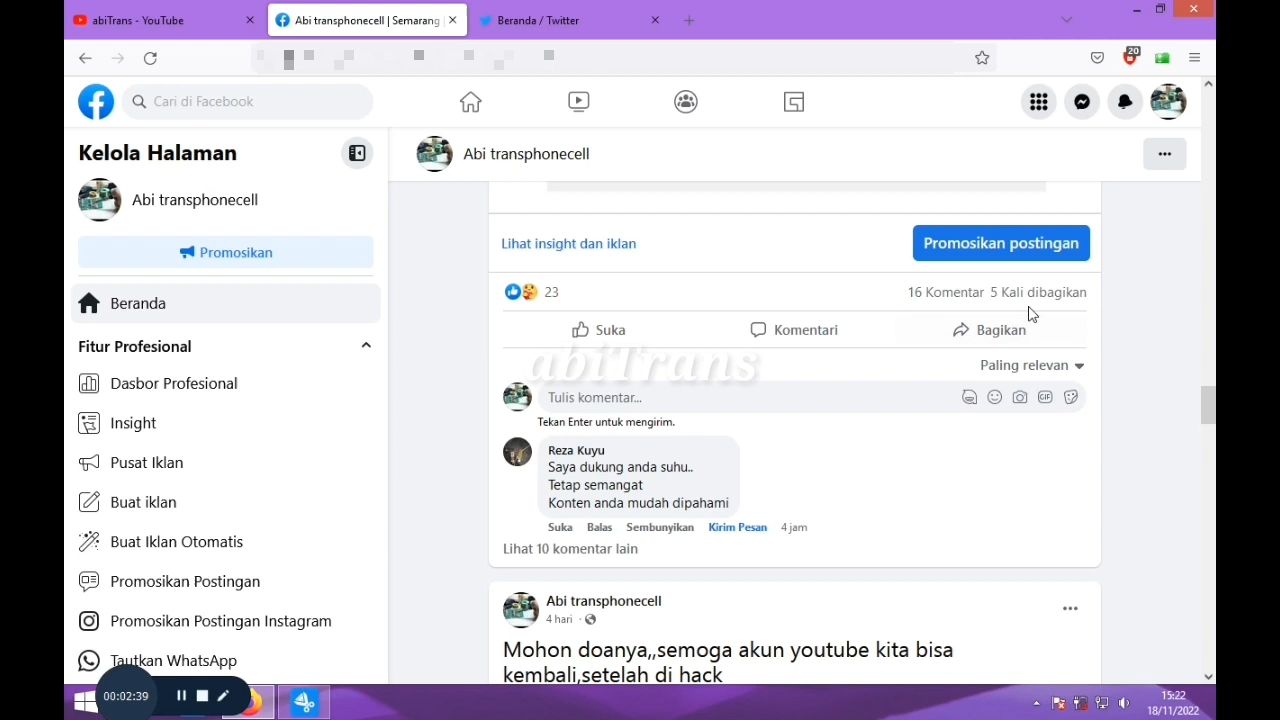 abiTrans - YouTube
Abi transphonecell | Semarang
Beranda / Twitter
20
Cari di Facebook
Kelola Halaman
Abi transphonecell
Promosikan
Beranda
Fitur Profesional
Dasbor Profesional
Insight
Pusat Iklan
Buat iklan
Buat Iklan Otomatis
Promosikan Postingan
Promosikan Postingan Instagram
Tautkan WhatsApp
Abi transphonecell
Lihat insight dan iklan
Promosikan postingan
23
16 Komentar 5 Kali dibagikan
Suka
Komentari
Bagikan
abiTrans
Paling relevan
Tulis komentar...
GIF
Tekan Enter untuk mengirim.
Reza Kuyu
Saya dukung anda suhu..
Tetap semangat
Konten anda mudah dipahami
Suka Balas Sembunyikan Kirim Pesan 4 jam
Lihat 10 komentar lain
Abi transphonecell
4 hari ·
Mohon doanya,,semoga akun youtube kita bisa
kembali,setelah di hack
00:02:39
15:22
18/11/2022